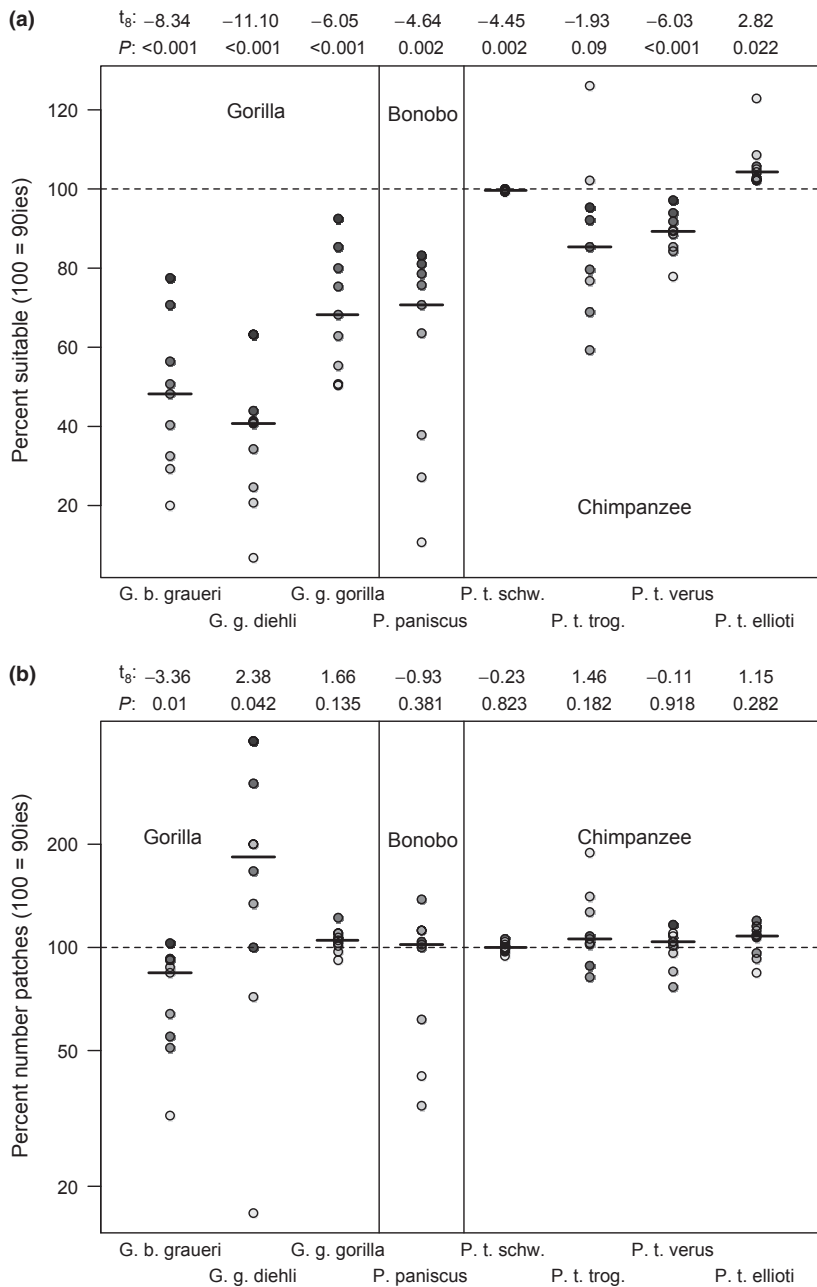 (a)
t8: −8.34 −11.10 −6.05 −4.64 −4.45 −1.93 −6.03 2.82
P: <0.001 <0.001 <0.001 0.002 0.002 0.09 <0.001 0.022
Percent suitable (100 = 90ies)
120
100
80
60
40
20
Gorilla
Bonobo
Chimpanzee
G. b. graueri G. g. gorilla P. t. schw. P. t. verus
G. g. diehli P. paniscus P. t. trog. P. t. ellioti
(b)
t8: −3.36 2.38 1.66 −0.93 −0.23 1.46 −0.11 1.15
P: 0.01 0.042 0.135 0.381 0.823 0.182 0.918 0.282
Percent number patches (100 = 90ies)
200
100
50
20
Gorilla
Bonobo
Chimpanzee
G. b. graueri G. g. gorilla P. t. schw. P. t. verus
G. g. diehli P. paniscus P. t. trog. P. t. ellioti